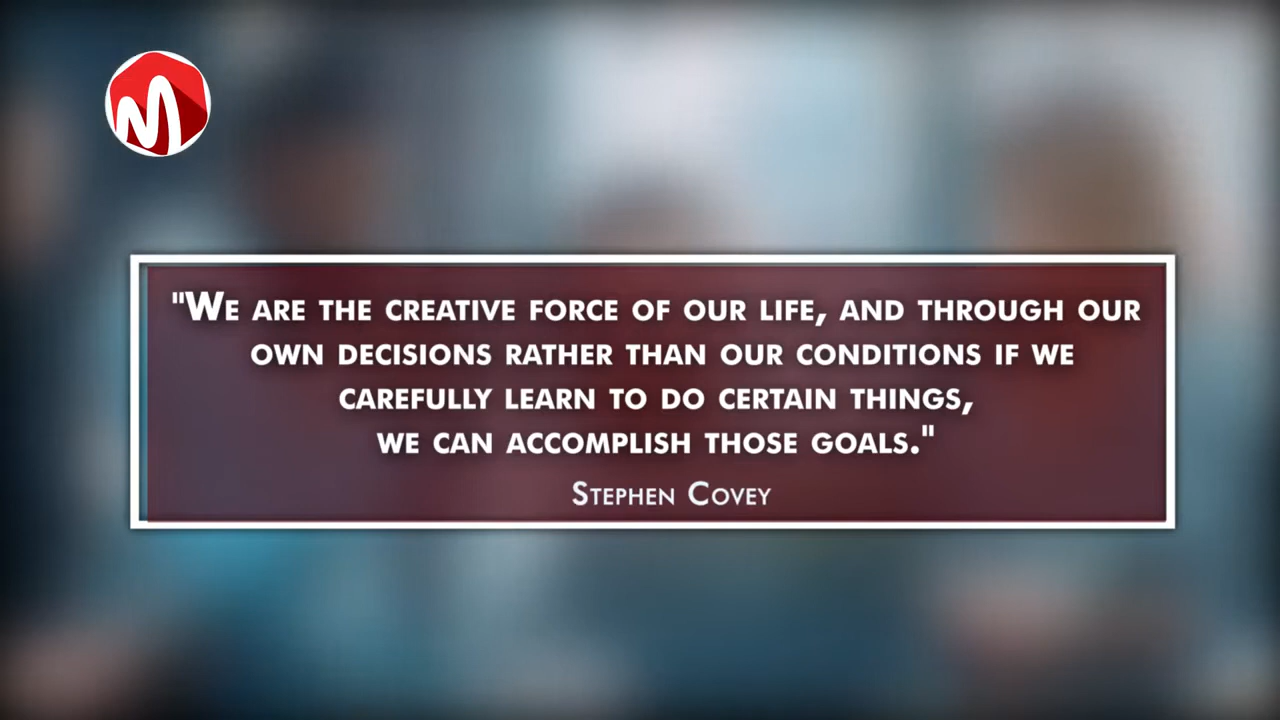 "We are the creative force of our life, and through our
own decisions rather than our conditions if we
carefully learn to do certain things,
we can accomplish those goals."
Stephen Covey